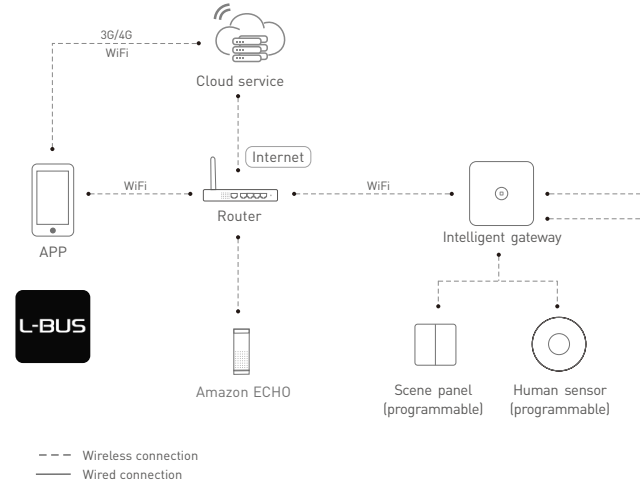 3G/4G
WiFi
Cloud service
Internet
WiFi
WiFi
Router
Intelligent gateway
APP
L-BUS
Amazon ECHO
Scene panel
(programmable)
Human sensor
(programmable)
Wireless connection
Wired connection